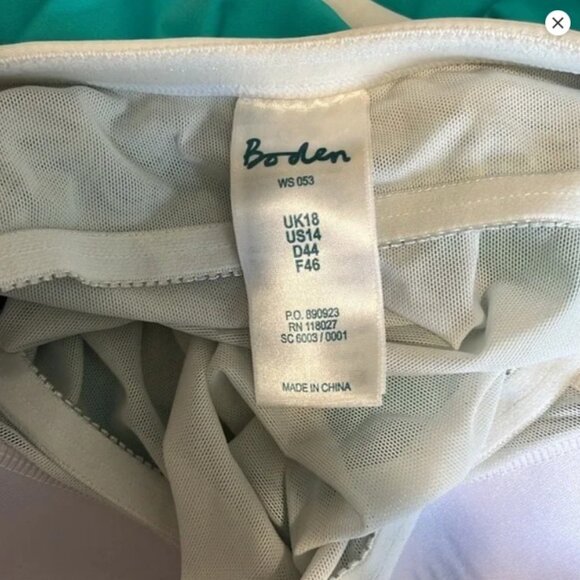 Boden
WS 053
UK18
US14
D44
F46
P.O. 890923
RN 118027
SC 6003 / 0001
MADE IN CHINA